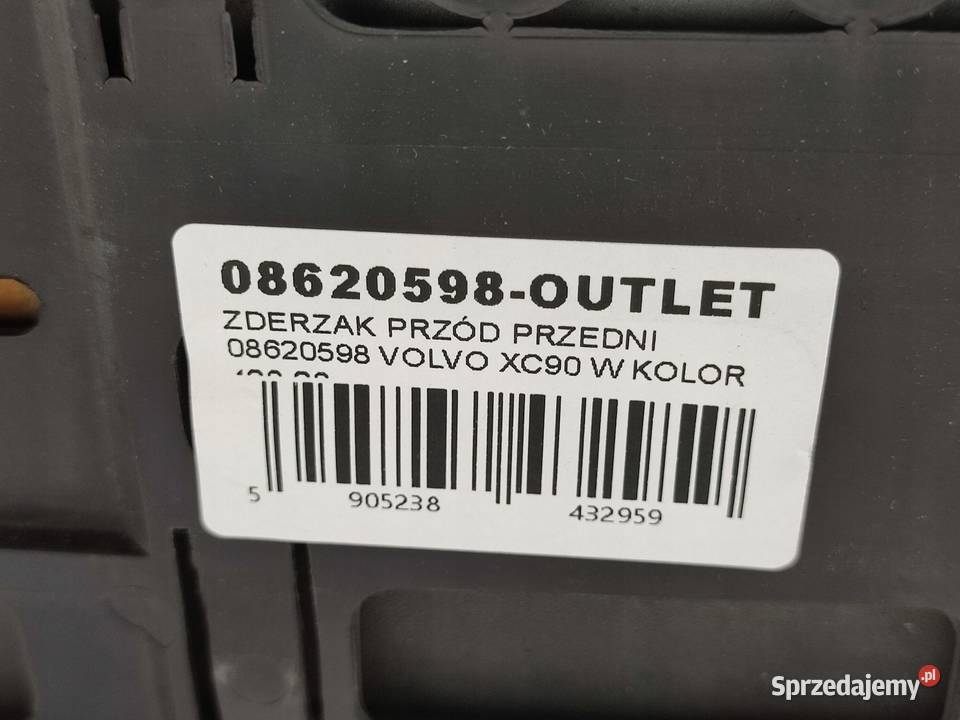 08620598-OUTLET
ZDERZAK PRZÓD PRZEDNI
08620598 VOLVO XC90 W KOLOR
5 905238 432959
Sprzedajemy.pl